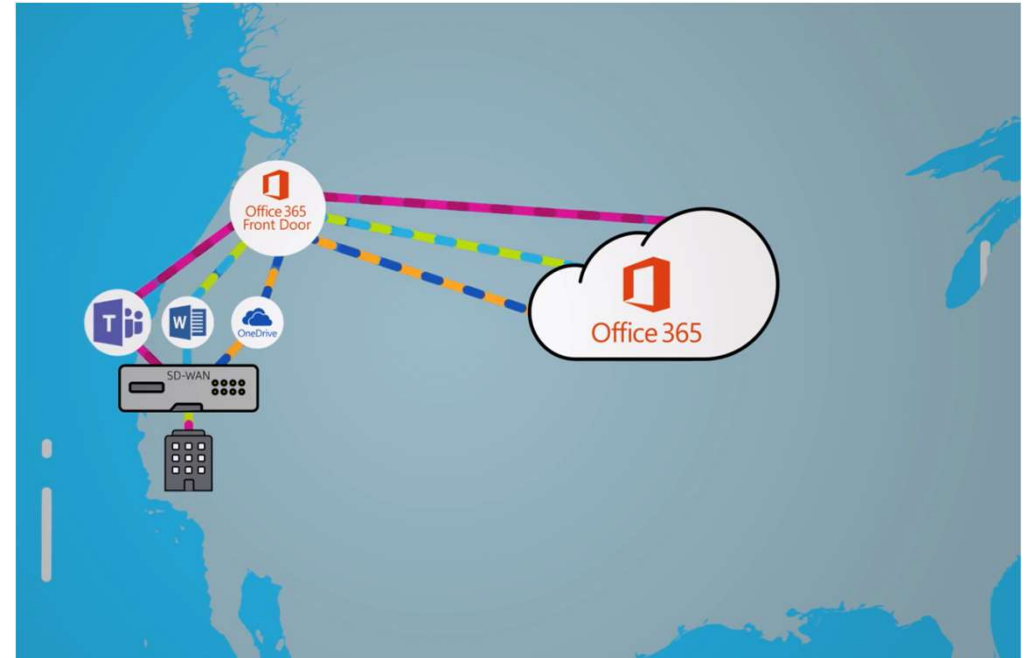 Office 365
Front Door
T
W
OneDrive
SD-WAN
Office 365